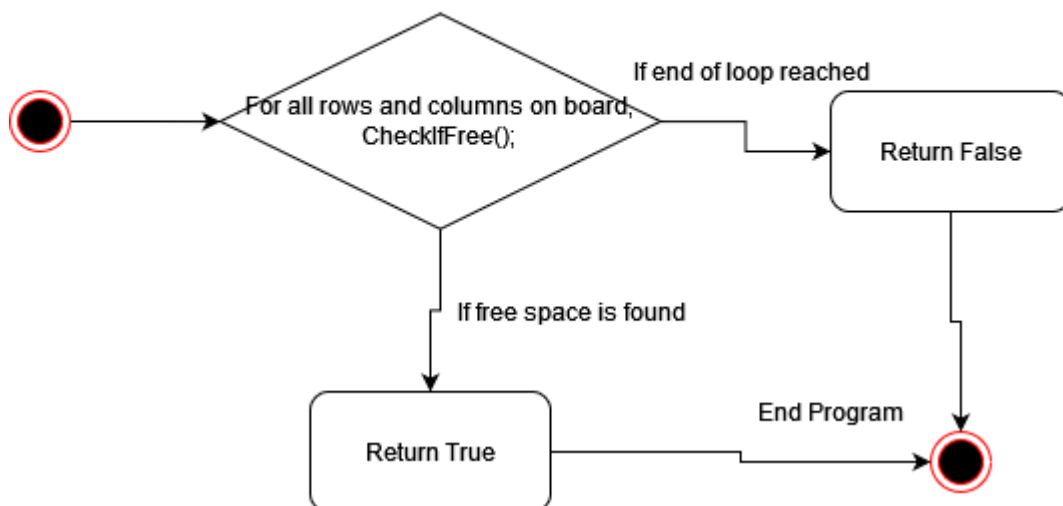 If end of loop reached
For all rows and columns on board,
CheckIfFree();
Return False
If free space is found
End Program
Return True